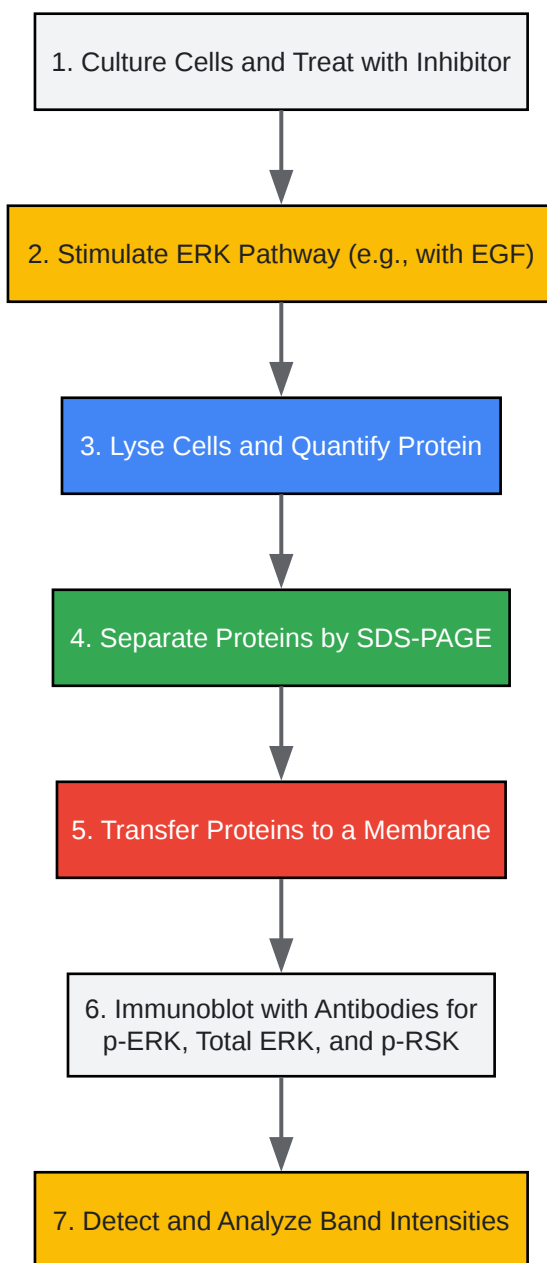 1. Culture Cells and Treat with Inhibitor
2. Stimulate ERK Pathway (e.g., with EGF)
3. Lyse Cells and Quantify Protein
4. Separate Proteins by SDS-PAGE
5. Transfer Proteins to a Membrane
6. Immunoblot with Antibodies for
p-ERK, Total ERK, and p-RSK
7. Detect and Analyze Band Intensities